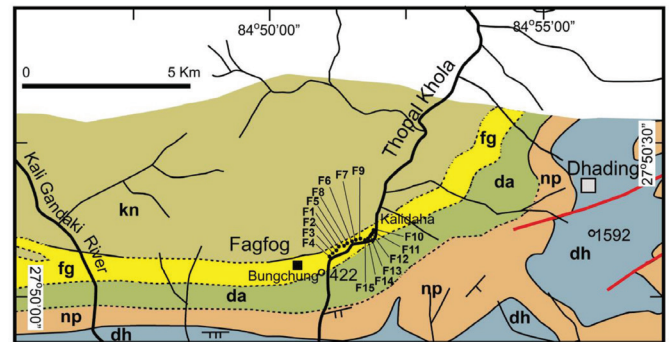 84°50'00"
84°55'00"
0
5 Km
Thopal Khola
fg
27°50'30"
Dhading
np
da
Kali Gandaki River
kn
F9
F7
F6
F8
F5
F1
F2
F3
F4
Kalidaha
Fagfog
F10
F11
F12
F13
F14
F15
1592
dh
fg
Bungchung
422
da
np
27°50'00"
np
dh
dh